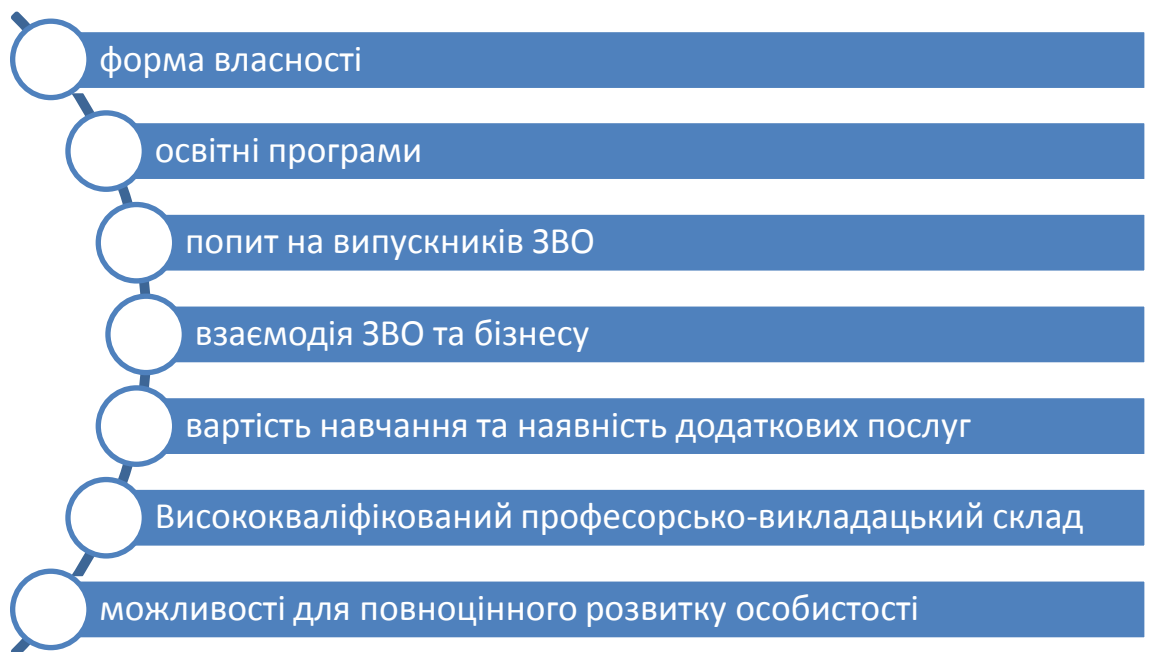 форма власності
освітні програми
попит на випускників ЗВО
взаємодія ЗВО та бізнесу
вартість навчання та наявність додаткових послуг
Висококваліфікований професорсько-викладацький склад
можливості для повноцінного розвитку особистості